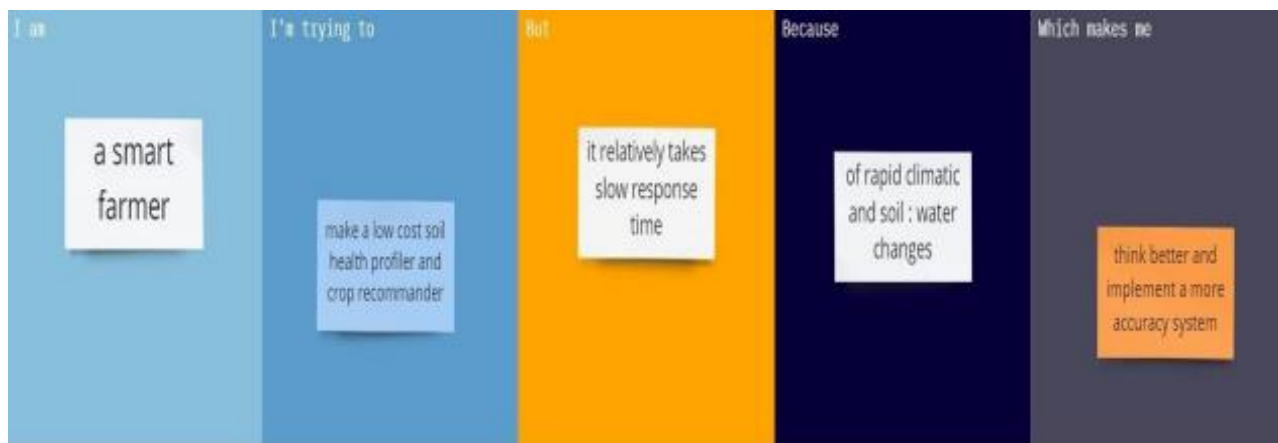 I am
a smart
farmer
I'm trying to
make a low cost soil
health profiler and
crop recommander
But
it relatively takes
slow response
time
Because
of rapid climatic
and soil : water
changes
Which makes me
think better and
implement a more
accuracy system